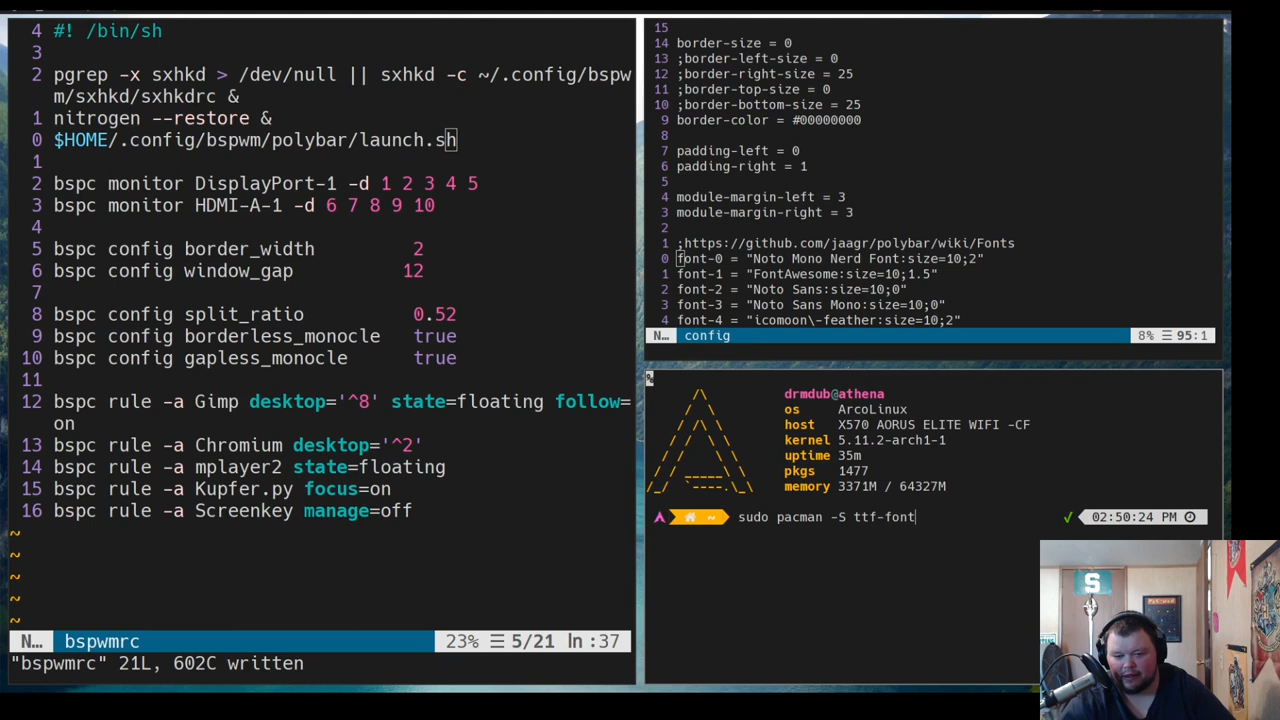 4 #! /bin/sh
3
2 pgrep -x sxhkd > /dev/null || sxhkd -c ~/.config/bspw
m/sxhkd/sxhkdrc &
1 nitrogen --restore &
0 $HOME/.config/bspwm/polybar/launch.sh
1
2 bspc monitor DisplayPort-1 -d 1 2 3 4 5
3 bspc monitor HDMI-A-1 -d 6 7 8 9 10
4
5 bspc config border_width 2
6 bspc config window_gap 12
7
8 bspc config split_ratio 0.52
9 bspc config borderless_monocle true
10 bspc config gapless_monocle true
11
12 bspc rule -a Gimp desktop='^8' state=floating follow=
on
13 bspc rule -a Chromium desktop='^2'
14 bspc rule -a mplayer2 state=floating
15 bspc rule -a Kupfer.py focus=on
16 bspc rule -a Screenkey manage=off
~
~
~
~
~
N… bspwmrc 23% ☰ 5/21 ln:37
"bspwmrc" 21L, 602C written
15
14 border-size = 0
13 ;border-left-size = 0
12 ;border-right-size = 25
11 ;border-top-size = 0
10 ;border-bottom-size = 25
9 border-color = #00000000
8
7 padding-left = 0
6 padding-right = 1
5
4 module-margin-left = 3
3 module-margin-right = 3
2
1 ;https://github.com/jaagr/polybar/wiki/Fonts
0 font-0 = "Noto Mono Nerd Font:size=10;2"
1 font-1 = "FontAwesome:size=10;1.5"
2 font-2 = "Noto Sans:size=10;0"
3 font-3 = "Noto Sans Mono:size=10;0"
4 font-4 = "icomoon\-feather:size=10;2"
N… config 8% ☰ 95:1
%
drmdub@athena
os ArcoLinux
host X570 AORUS ELITE WIFI -CF
kernel 5.11.2-arch1-1
uptime 35m
pkgs 1477
memory 3371M / 64327M
~ sudo pacman -S ttf-font ✓ 02:50:24 PM
S